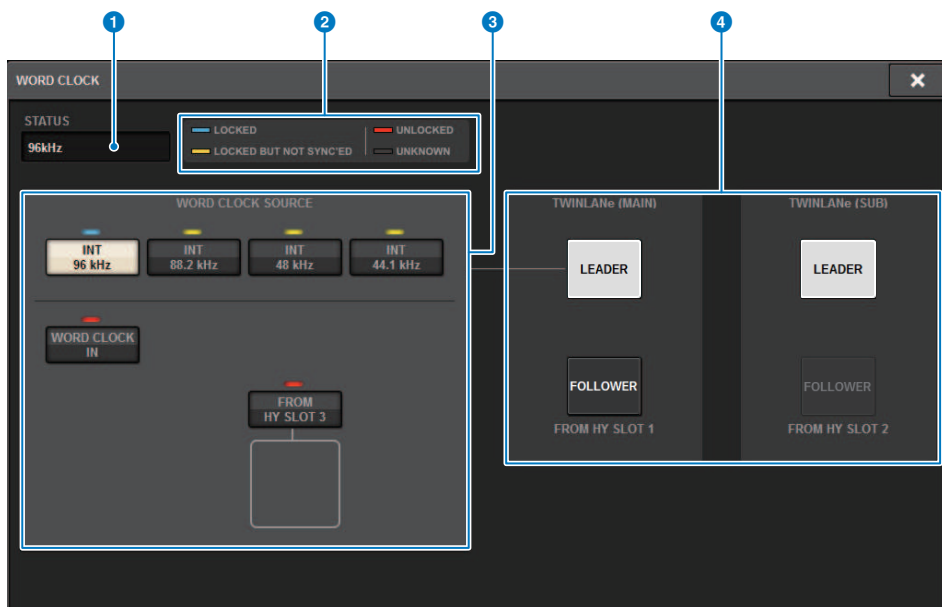 1 2 3 4
WORD CLOCK
STATUS
96kHz
LOCKED UNLOCKED
LOCKED BUT NOT SYNC'ED UNKNOWN
WORD CLOCK SOURCE
INT
96 kHz
INT
88.2 kHz
INT
48 kHz
INT
44.1 kHz
WORD CLOCK
IN
FROM
HY SLOT 3
TWINLANe (MAIN)
LEADER
FOLLOWER
FROM HY SLOT 1
TWINLANe (SUB)
LEADER
FOLLOWER
FROM HY SLOT 2